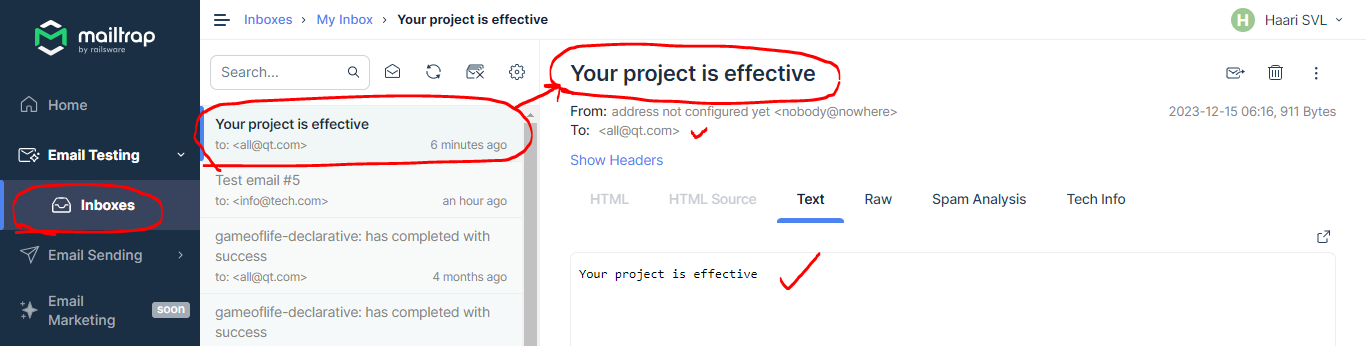 mailtrap
by railsware
Home
Email Testing
Inboxes
Email Sending
Email
Marketing
soon
Inboxes › My Inbox › Your project is effective
H Haari SVL
Search...
Your project is effective
to: <all@qt.com> 6 minutes ago
Test email #5
to: <info@tech.com> an hour ago
gameoflife-declarative: has completed with
success
to: <all@qt.com> 4 months ago
gameoflife-declarative: has completed with
success
Your project is effective
From: address not configured yet <nobody@nowhere> 2023-12-15 06:16, 911 Bytes
To: <all@qt.com>
Show Headers
HTML HTML Source Text Raw Spam Analysis Tech Info
Your project is effective